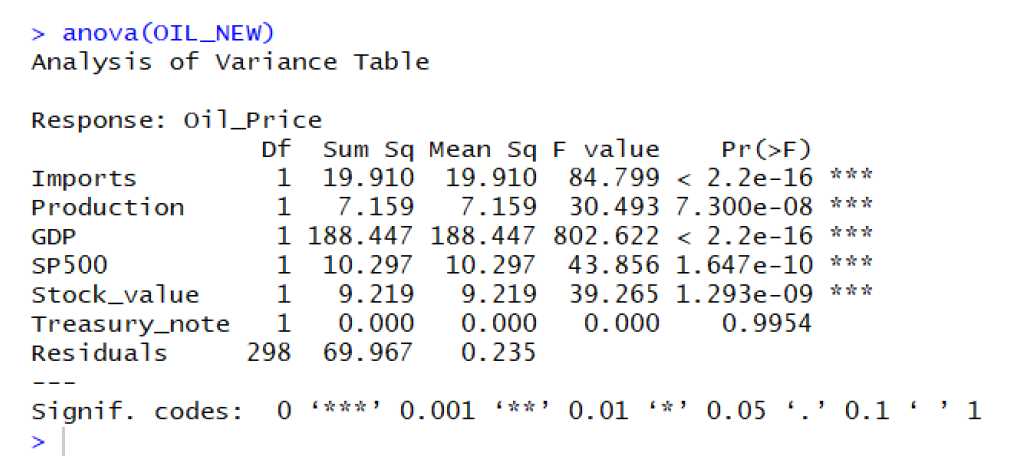 > anova(OIL_NEW)
Analysis of Variance Table
Response: Oil_Price
Df Sum Sq Mean Sq F value Pr(>F)
Imports 1 19.910 19.910 84.799 < 2.2e-16 ***
Production 1 7.159 7.159 30.493 7.300e-08 ***
GDP 1 188.447 188.447 802.622 < 2.2e-16 ***
SP500 1 10.297 10.297 43.856 1.647e-10 ***
Stock_value 1 9.219 9.219 39.265 1.293e-09 ***
Treasury_note 1 0.000 0.000 0.000 0.9954
Residuals 298 69.967 0.235
---
Signif. codes: 0 ‘***’ 0.001 ‘**’ 0.01 ‘*’ 0.05 ‘.’ 0.1 ‘ ’ 1
>